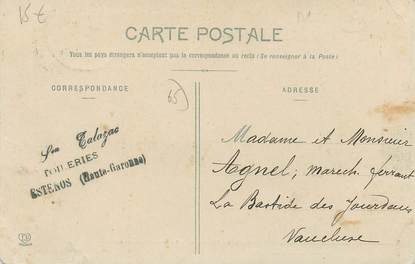 15 €
CARTE POSTALE
Tous les pays étrangers n'acceptent pas la correspondance au recto (Se renseigner à la Poste)
CORRESPONDANCE
65
ADRESSE
Talazac
TOILERIES
ESTENOS (Haute-Garonne)
Madame et Monsieur
Agnel, marech. ferrant
La Bastide des Jourdans
Vaucluse